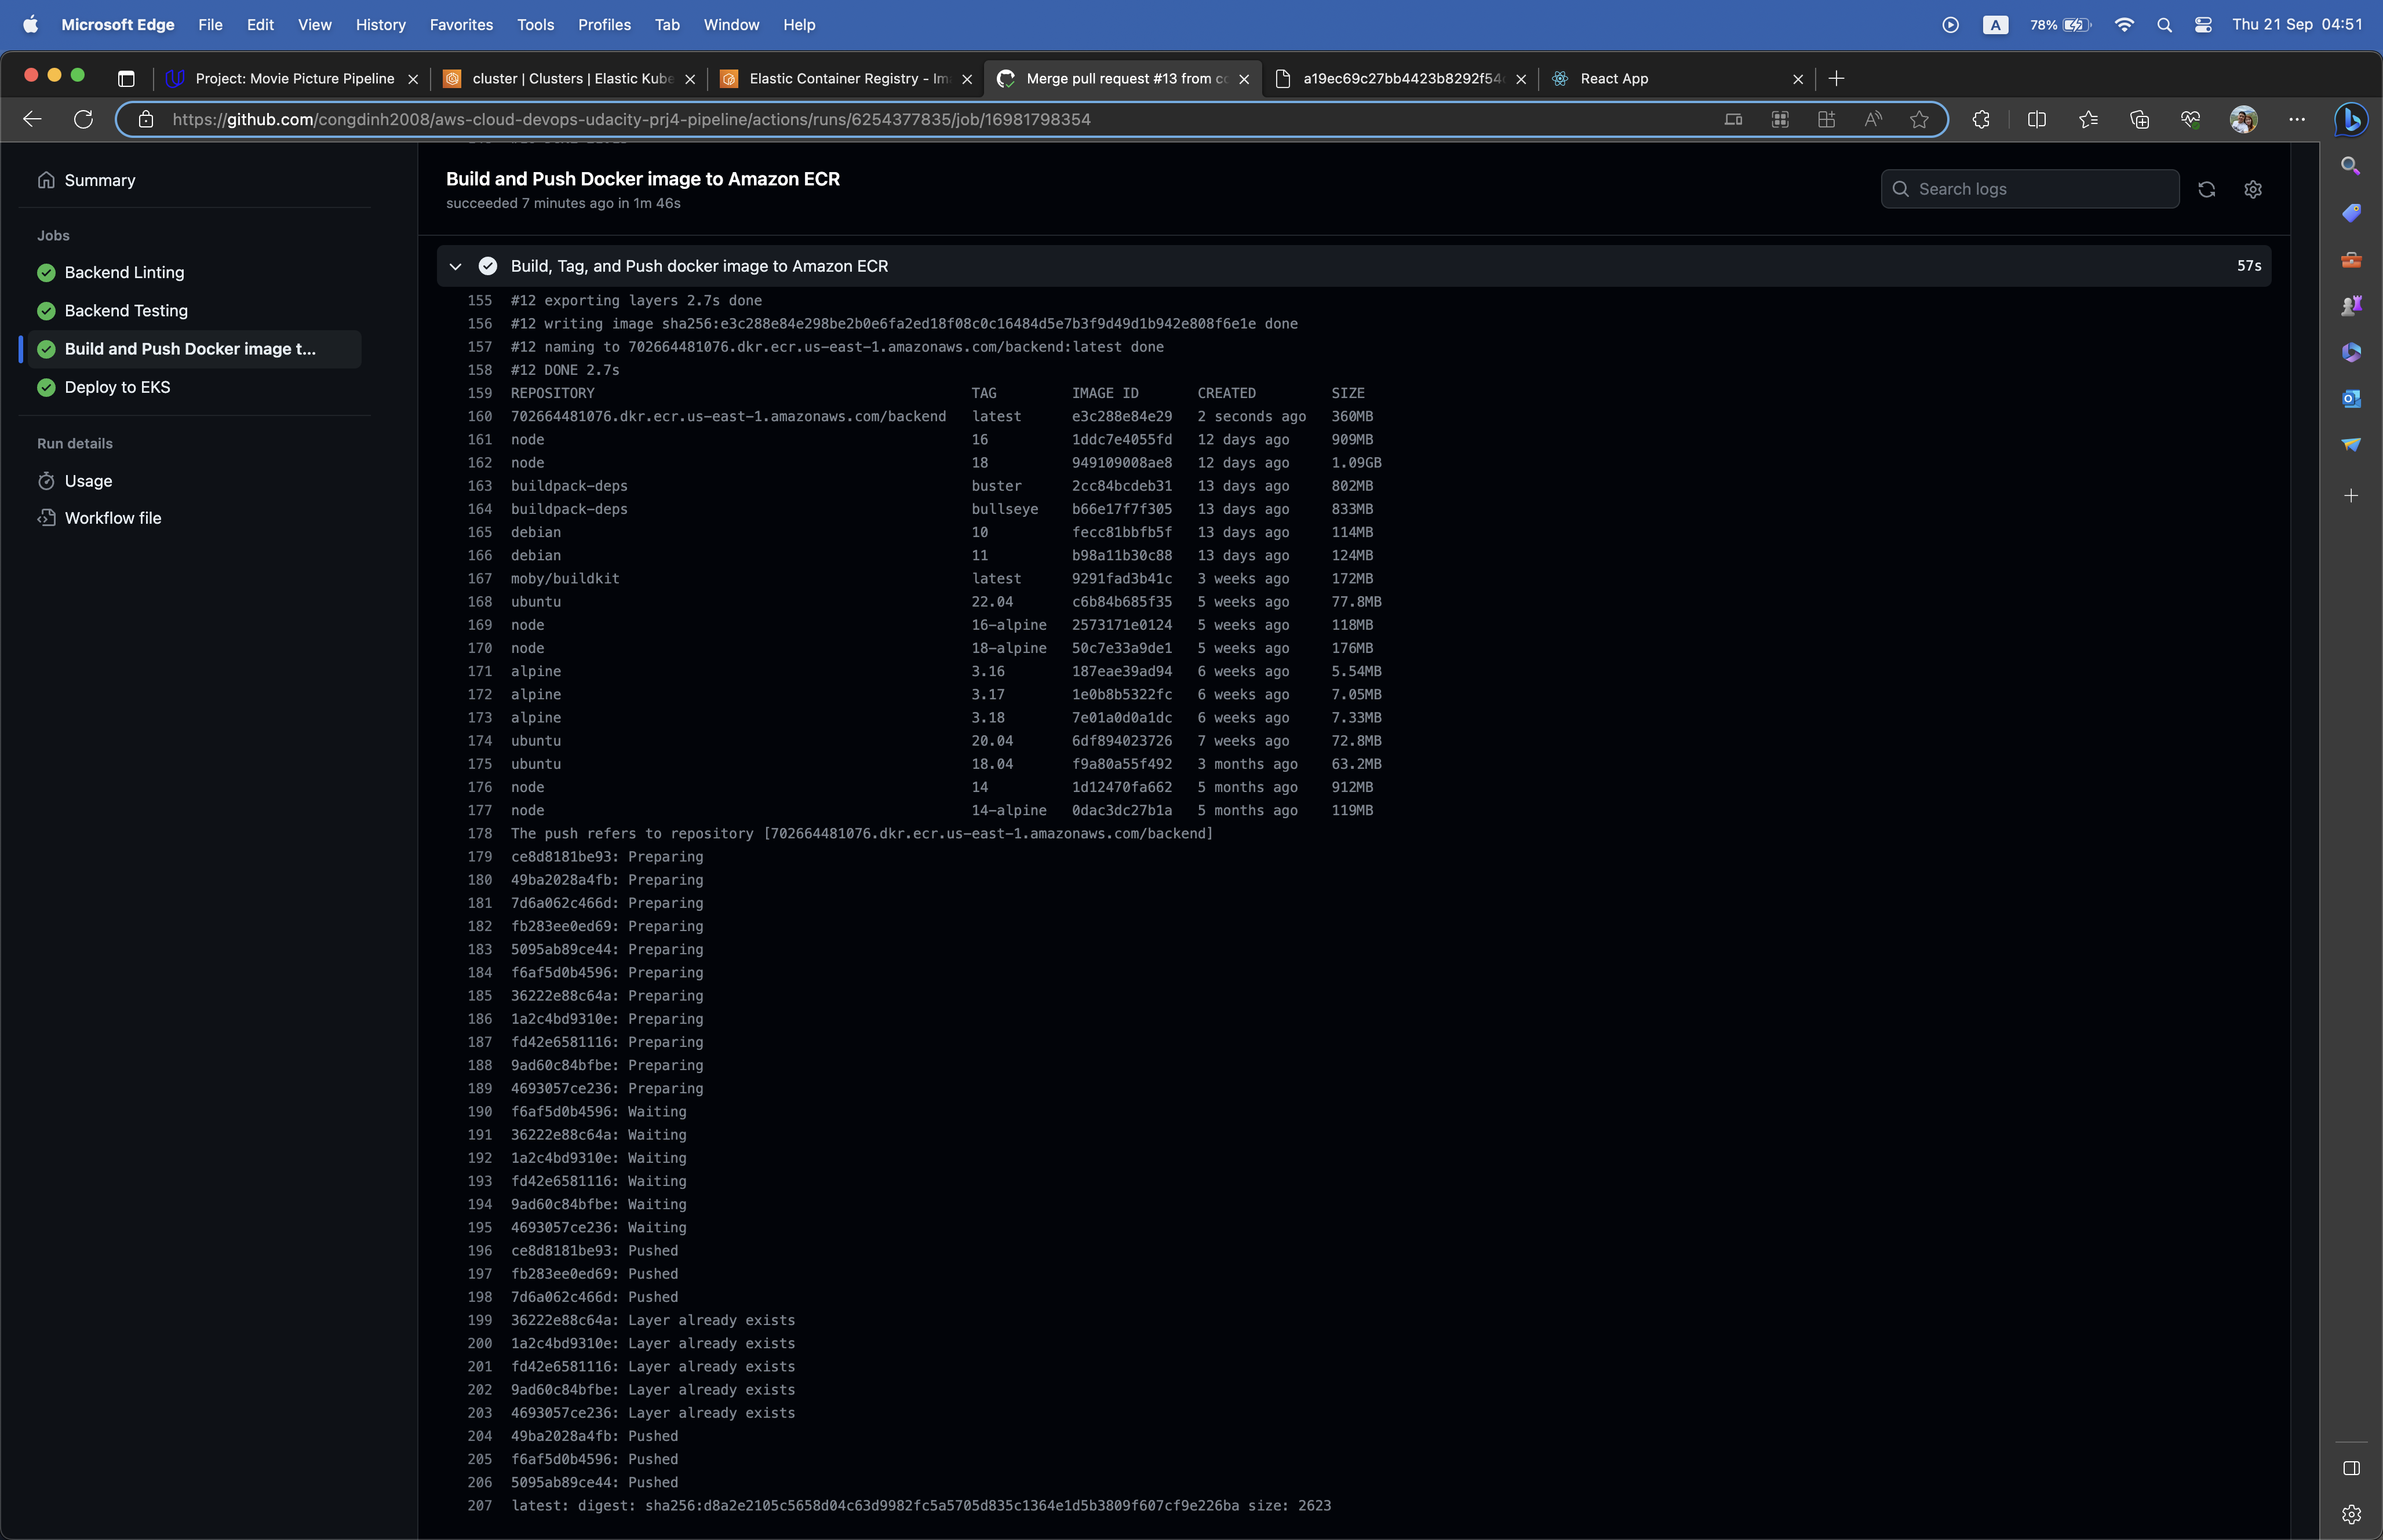 Microsoft Edge File Edit View History Favorites Tools Profiles Tab Window Help A 78% Thu 21 Sep 04:51
Project: Movie Picture Pipeline cluster | Clusters | Elastic Kube Elastic Container Registry - Im Merge pull request #13 from co a19ec69c27bb4423b8292f54 React App
https://github.com/congdinh2008/aws-cloud-devops-udacity-prj4-pipeline/actions/runs/6254377835/job/16981798354
Summary
Jobs
Backend Linting
Backend Testing
Build and Push Docker image t...
Deploy to EKS
Run details
Usage
Workflow file
Build and Push Docker image to Amazon ECR
succeeded 7 minutes ago in 1m 46s
Search logs
Build, Tag, and Push docker image to Amazon ECR 57s
155 #12 exporting layers 2.7s done
156 #12 writing image sha256:e3c288e84e298be2b0e6fa2ed18f08c0c16484d5e7b3f9d49d1b942e808f6e1e done
157 #12 naming to 702664481076.dkr.ecr.us-east-1.amazonaws.com/backend:latest done
158 #12 DONE 2.7s
159 REPOSITORY TAG IMAGE ID CREATED SIZE
160 702664481076.dkr.ecr.us-east-1.amazonaws.com/backend latest e3c288e84e29 2 seconds ago 360MB
161 node 16 1ddc7e4055fd 12 days ago 909MB
162 node 18 949109008ae8 12 days ago 1.09GB
163 buildpack-deps buster 2cc84bcdeb31 13 days ago 802MB
164 buildpack-deps bullseye b66e17f7f305 13 days ago 833MB
165 debian 10 fecc81bbfb5f 13 days ago 114MB
166 debian 11 b98a11b30c88 13 days ago 124MB
167 moby/buildkit latest 9291fad3b41c 3 weeks ago 172MB
168 ubuntu 22.04 c6b84b685f35 5 weeks ago 77.8MB
169 node 16-alpine 2573171e0124 5 weeks ago 118MB
170 node 18-alpine 50c7e33a9de1 5 weeks ago 176MB
171 alpine 3.16 187eae39ad94 6 weeks ago 5.54MB
172 alpine 3.17 1e0b8b5322fc 6 weeks ago 7.05MB
173 alpine 3.18 7e01a0d0a1dc 6 weeks ago 7.33MB
174 ubuntu 20.04 6df894023726 7 weeks ago 72.8MB
175 ubuntu 18.04 f9a80a55f492 3 months ago 63.2MB
176 node 14 1d12470fa662 5 months ago 912MB
177 node 14-alpine 0dac3dc27b1a 5 months ago 119MB
178 The push refers to repository [702664481076.dkr.ecr.us-east-1.amazonaws.com/backend]
179 ce8d8181be93: Preparing
180 49ba2028a4fb: Preparing
181 7d6a062c466d: Preparing
182 fb283ee0ed69: Preparing
183 5095ab89ce44: Preparing
184 f6af5d0b4596: Preparing
185 36222e88c64a: Preparing
186 1a2c4bd9310e: Preparing
187 fd42e6581116: Preparing
188 9ad60c84bfbe: Preparing
189 4693057ce236: Preparing
190 f6af5d0b4596: Waiting
191 36222e88c64a: Waiting
192 1a2c4bd9310e: Waiting
193 fd42e6581116: Waiting
194 9ad60c84bfbe: Waiting
195 4693057ce236: Waiting
196 ce8d8181be93: Pushed
197 fb283ee0ed69: Pushed
198 7d6a062c466d: Pushed
199 36222e88c64a: Layer already exists
200 1a2c4bd9310e: Layer already exists
201 fd42e6581116: Layer already exists
202 9ad60c84bfbe: Layer already exists
203 4693057ce236: Layer already exists
204 49ba2028a4fb: Pushed
205 f6af5d0b4596: Pushed
206 5095ab89ce44: Pushed
207 latest: digest: sha256:d8a2e2105c5658d04c63d9982fc5a5705d835c1364e1d5b3809f607cf9e226ba size: 2623